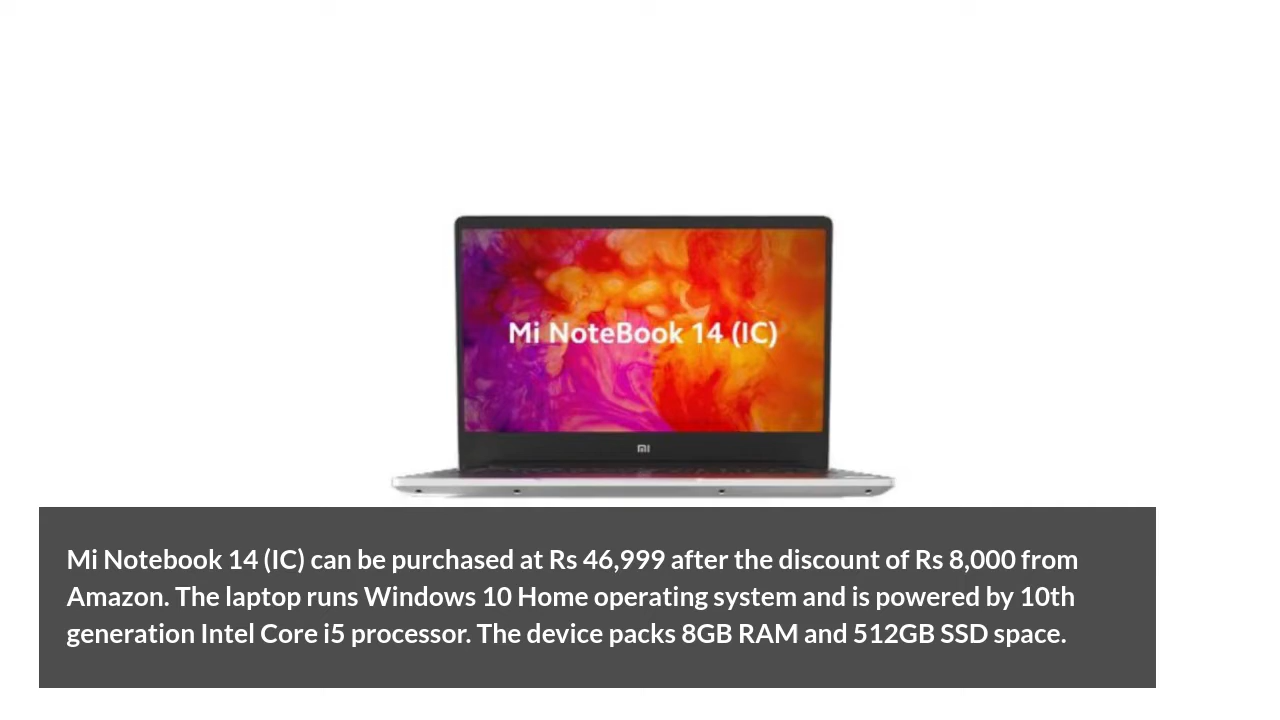 Mi NoteBook 14 (IC)
mi
Mi Notebook 14 (IC) can be purchased at Rs 46,999 after the discount of Rs 8,000 from
Amazon. The laptop runs Windows 10 Home operating system and is powered by 10th
generation Intel Core i5 processor. The device packs 8GB RAM and 512GB SSD space.